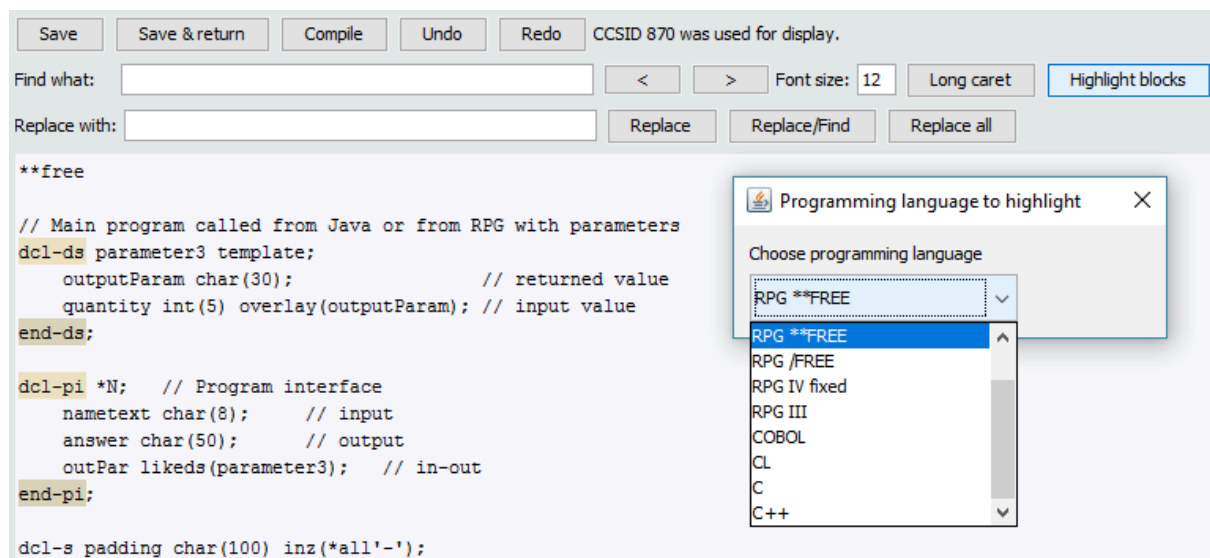 Save Save & return Compile Undo Redo CCSID 870 was used for display.
Find what: < > Font size: 12 Long caret Highlight blocks
Replace with: Replace Replace/Find Replace all
**free
// Main program called from Java or from RPG with parameters
dcl-ds parameter3 template;
    outputParam char(30);                 // returned value
    quantity int(5) overlay(outputParam); // input value
end-ds;
dcl-pi *N;   // Program interface
    nametext char(8);      // input
    answer char(50);       // output
    outPar likeds(parameter3);   // in-out
end-pi;
dcl-s padding char(100) inz(*all'-');
Programming language to highlight
Choose programming language
RPG **FREE
RPG **FREE
RPG /FREE
RPG IV fixed
RPG III
COBOL
CL
C
C++